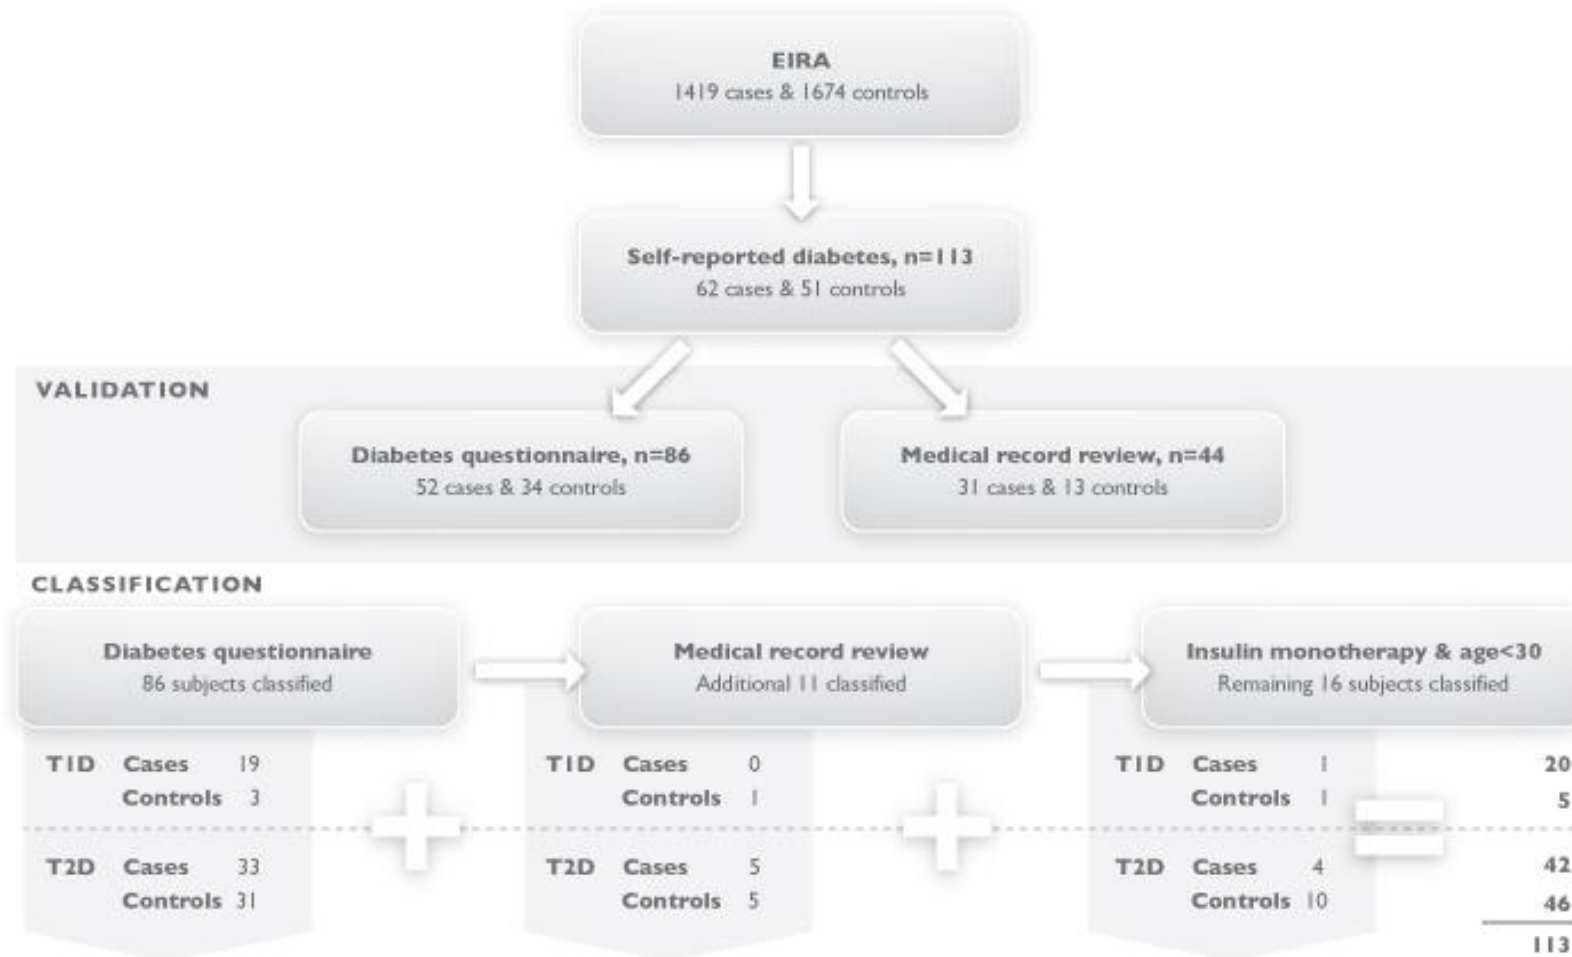 EIRA
1419 cases & 1674 controls
Self-reported diabetes, n=113
62 cases & 51 controls
VALIDATION
Diabetes questionnaire, n=86
52 cases & 34 controls
Medical record review, n=44
31 cases & 13 controls
CLASSIFICATION
Diabetes questionnaire
86 subjects classified
Medical record review
Additional 11 classified
Insulin monotherapy & age<30
Remaining 16 subjects classified
T1D Cases 19
Controls 3
T2D Cases 33
Controls 31
T1D Cases 0
Controls 1
T2D Cases 5
Controls 5
T1D Cases 1
Controls 1
T2D Cases 4
Controls 10
20
5
42
46
113